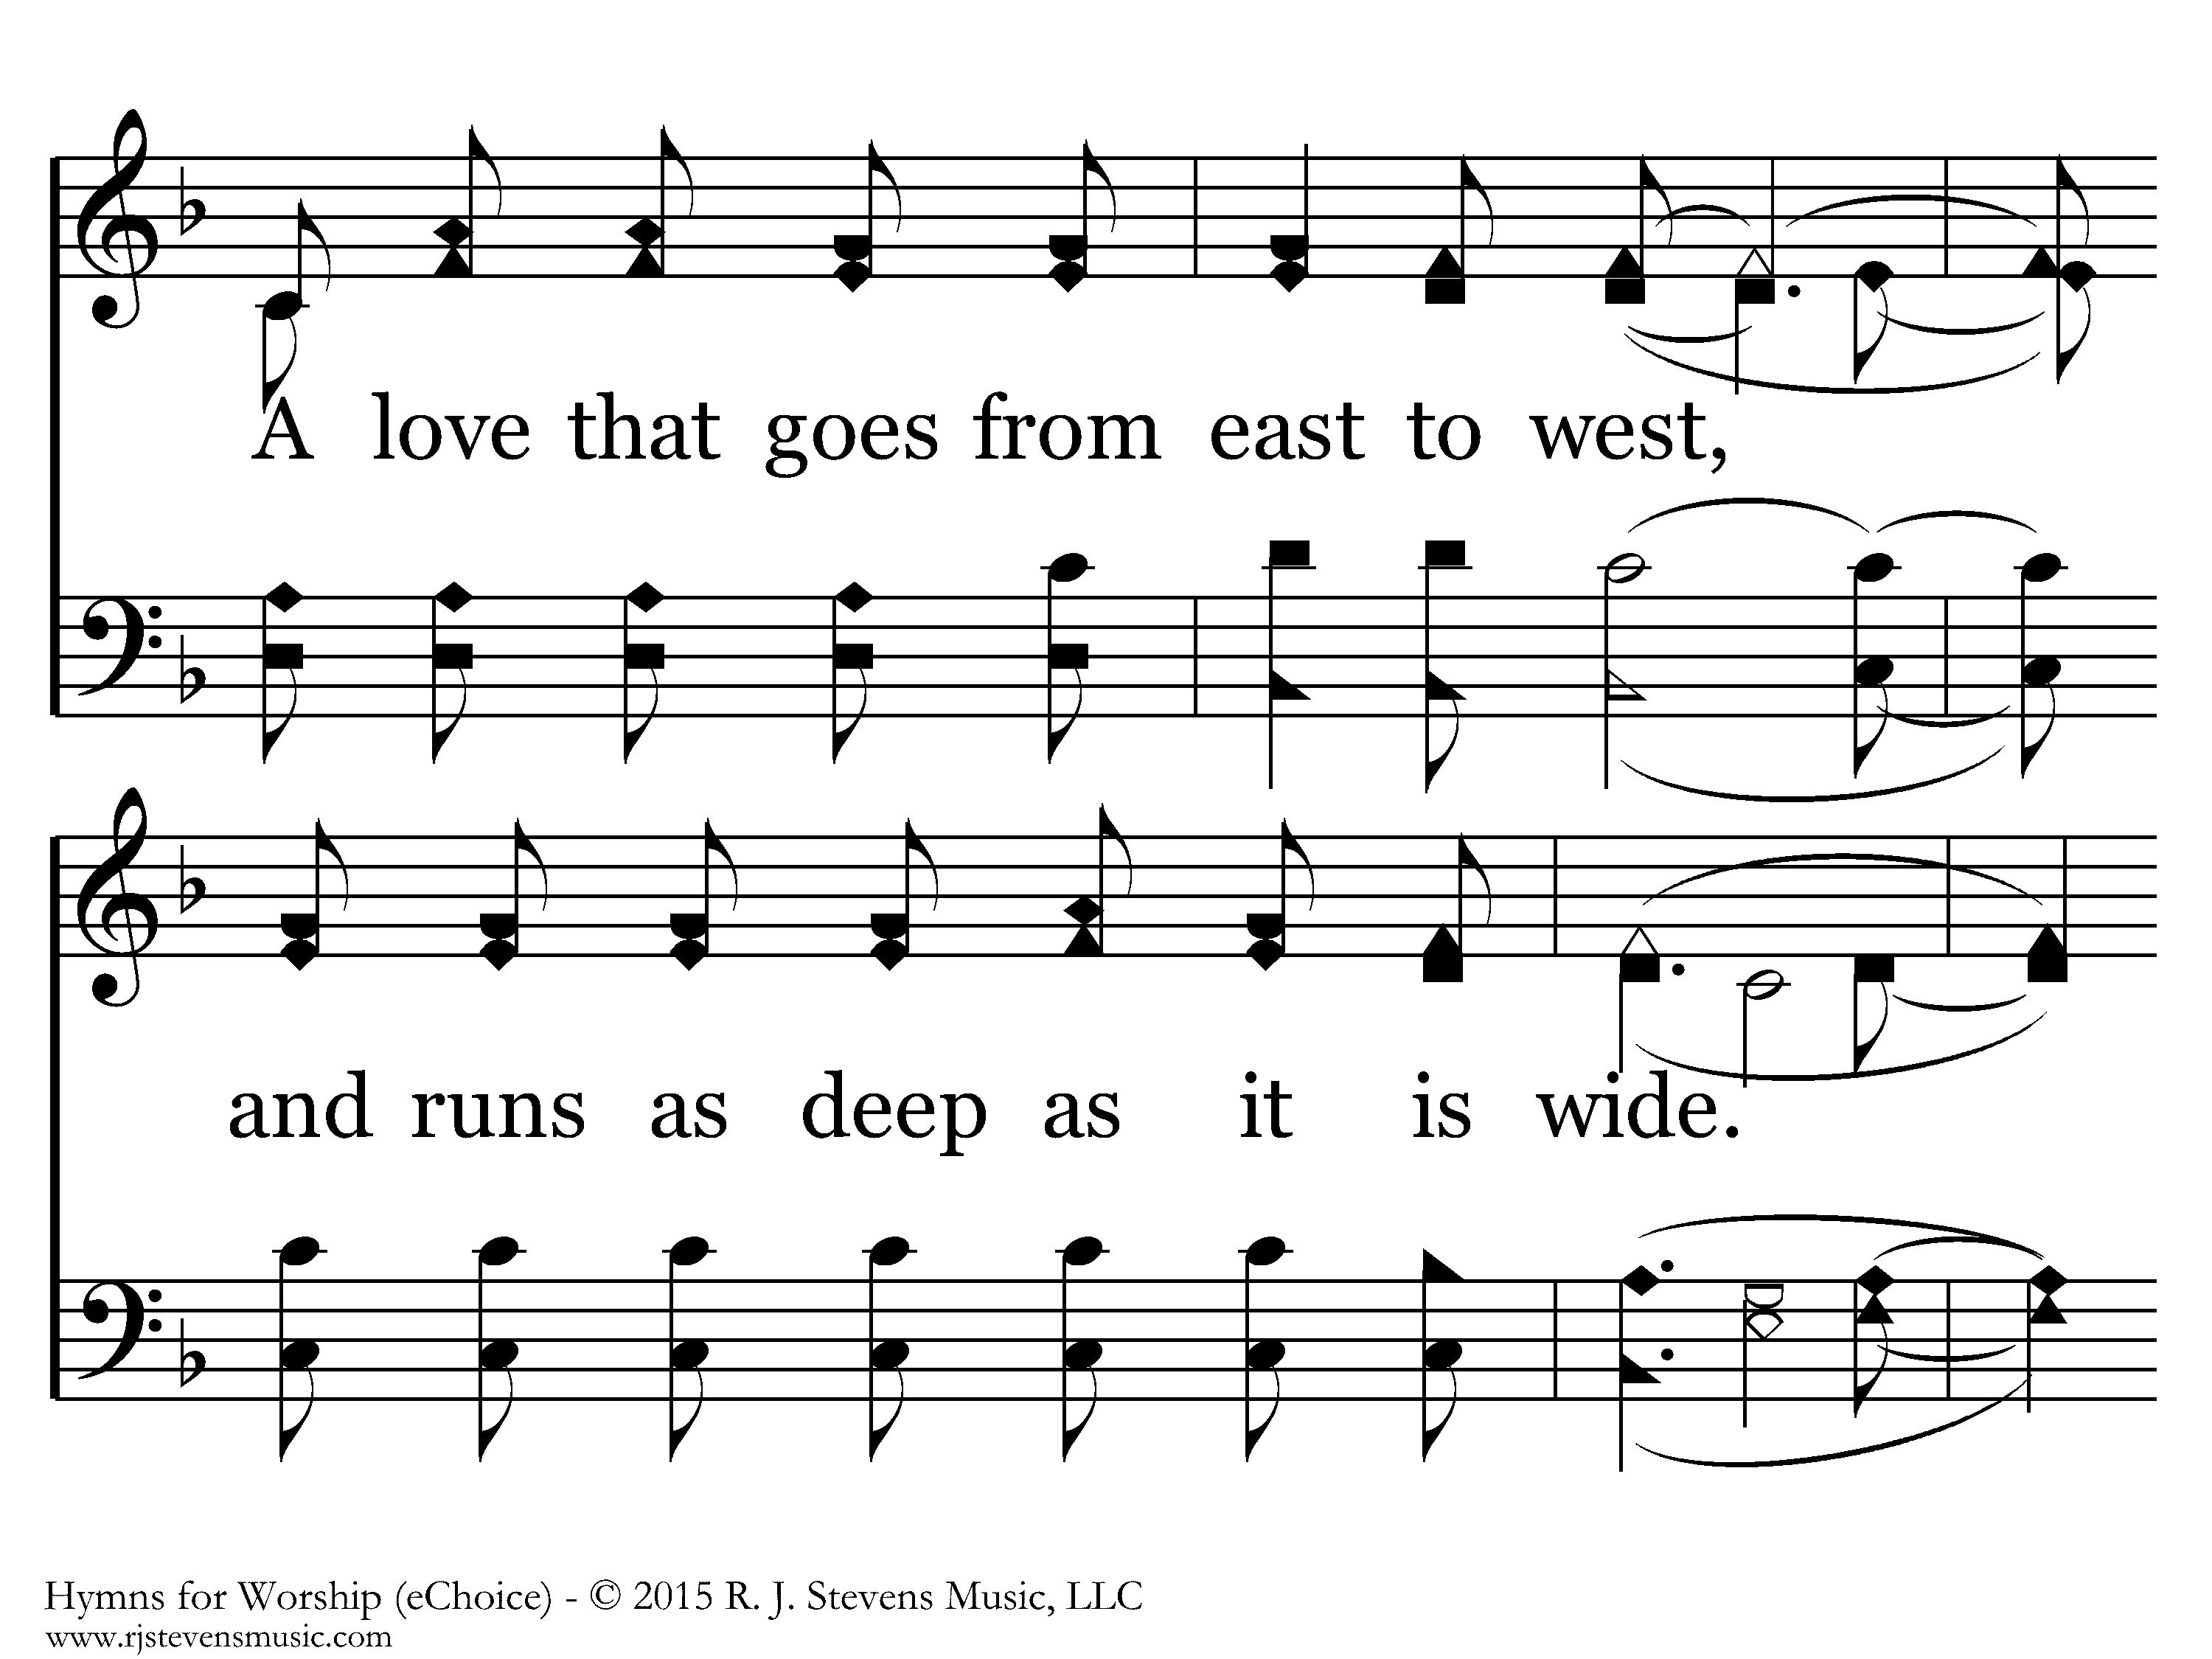 A love that goes from east to west,
and runs as deep as it is wide.
Hymns for Worship (eChoice) - © 2015 R. J. Stevens Music, LLC
www.rjstevensmusic.com